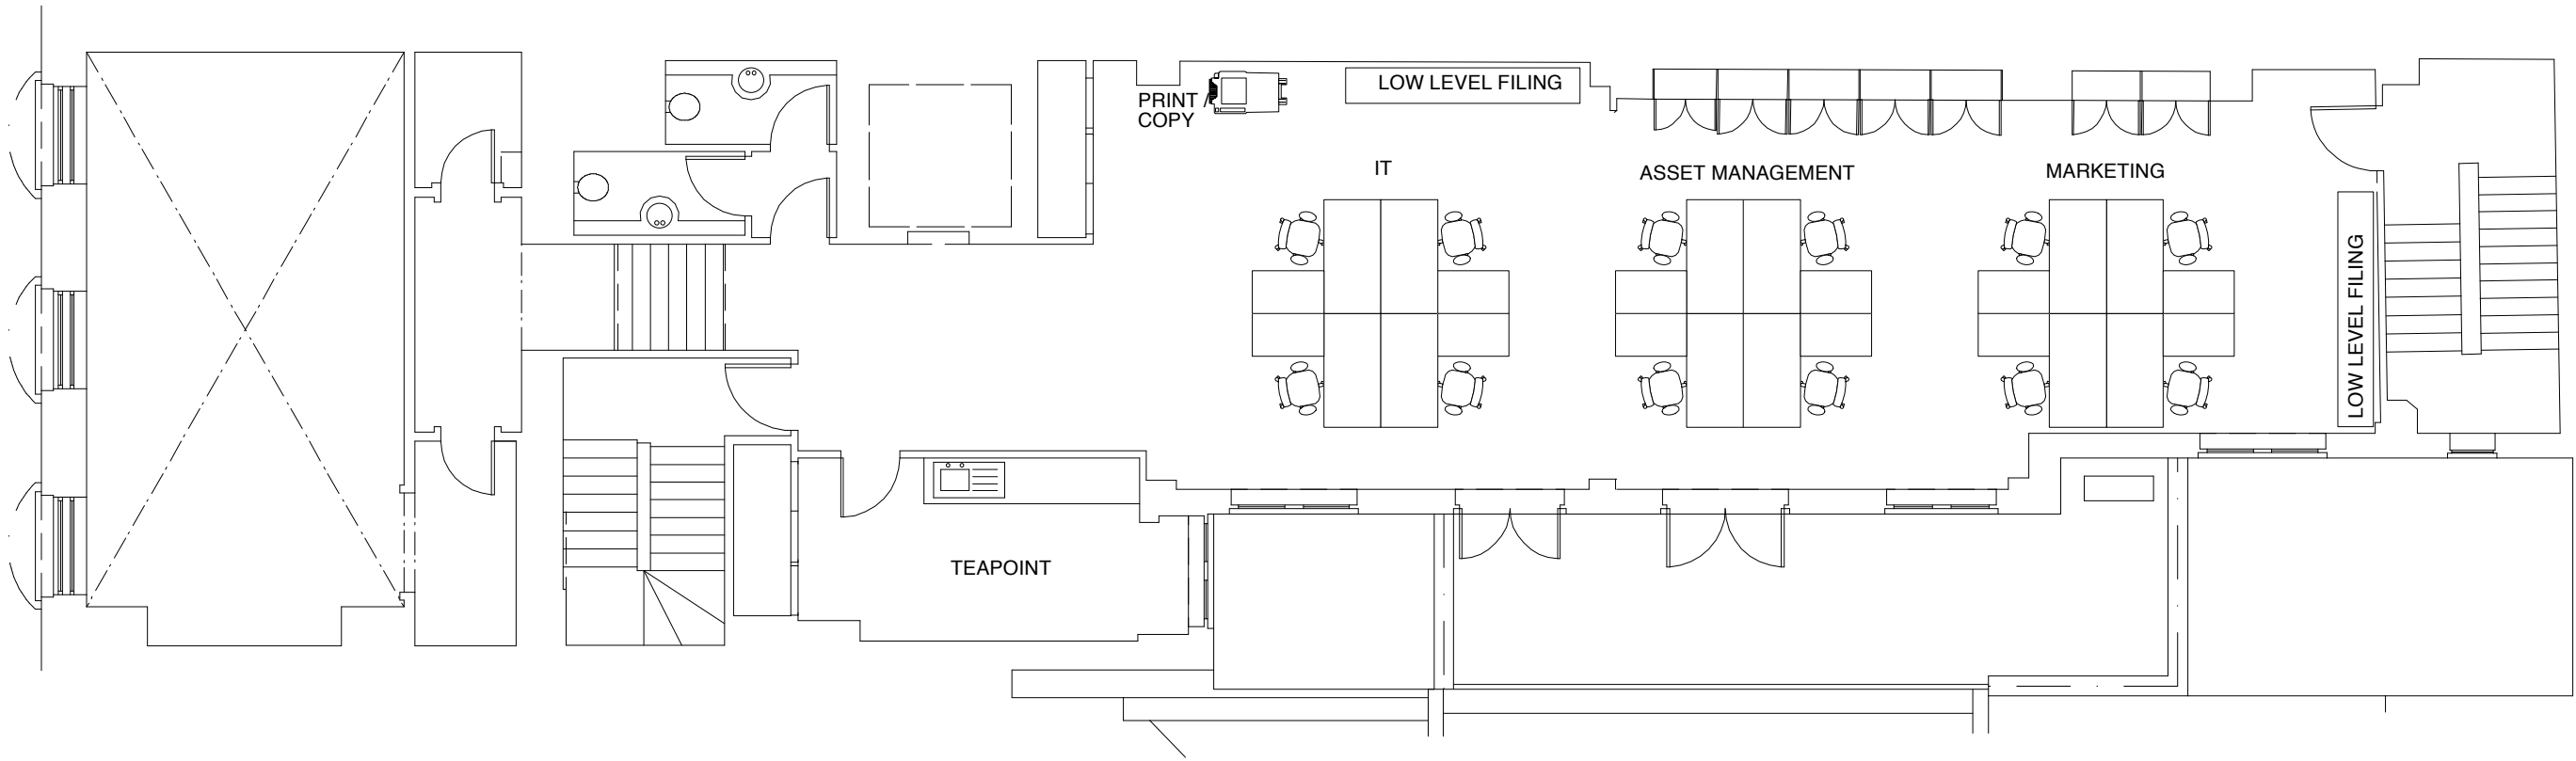 LOW LEVEL FILING
PRINT /
COPY
IT
ASSET MANAGEMENT
MARKETING
LOW LEVEL FILING
TEAPOINT